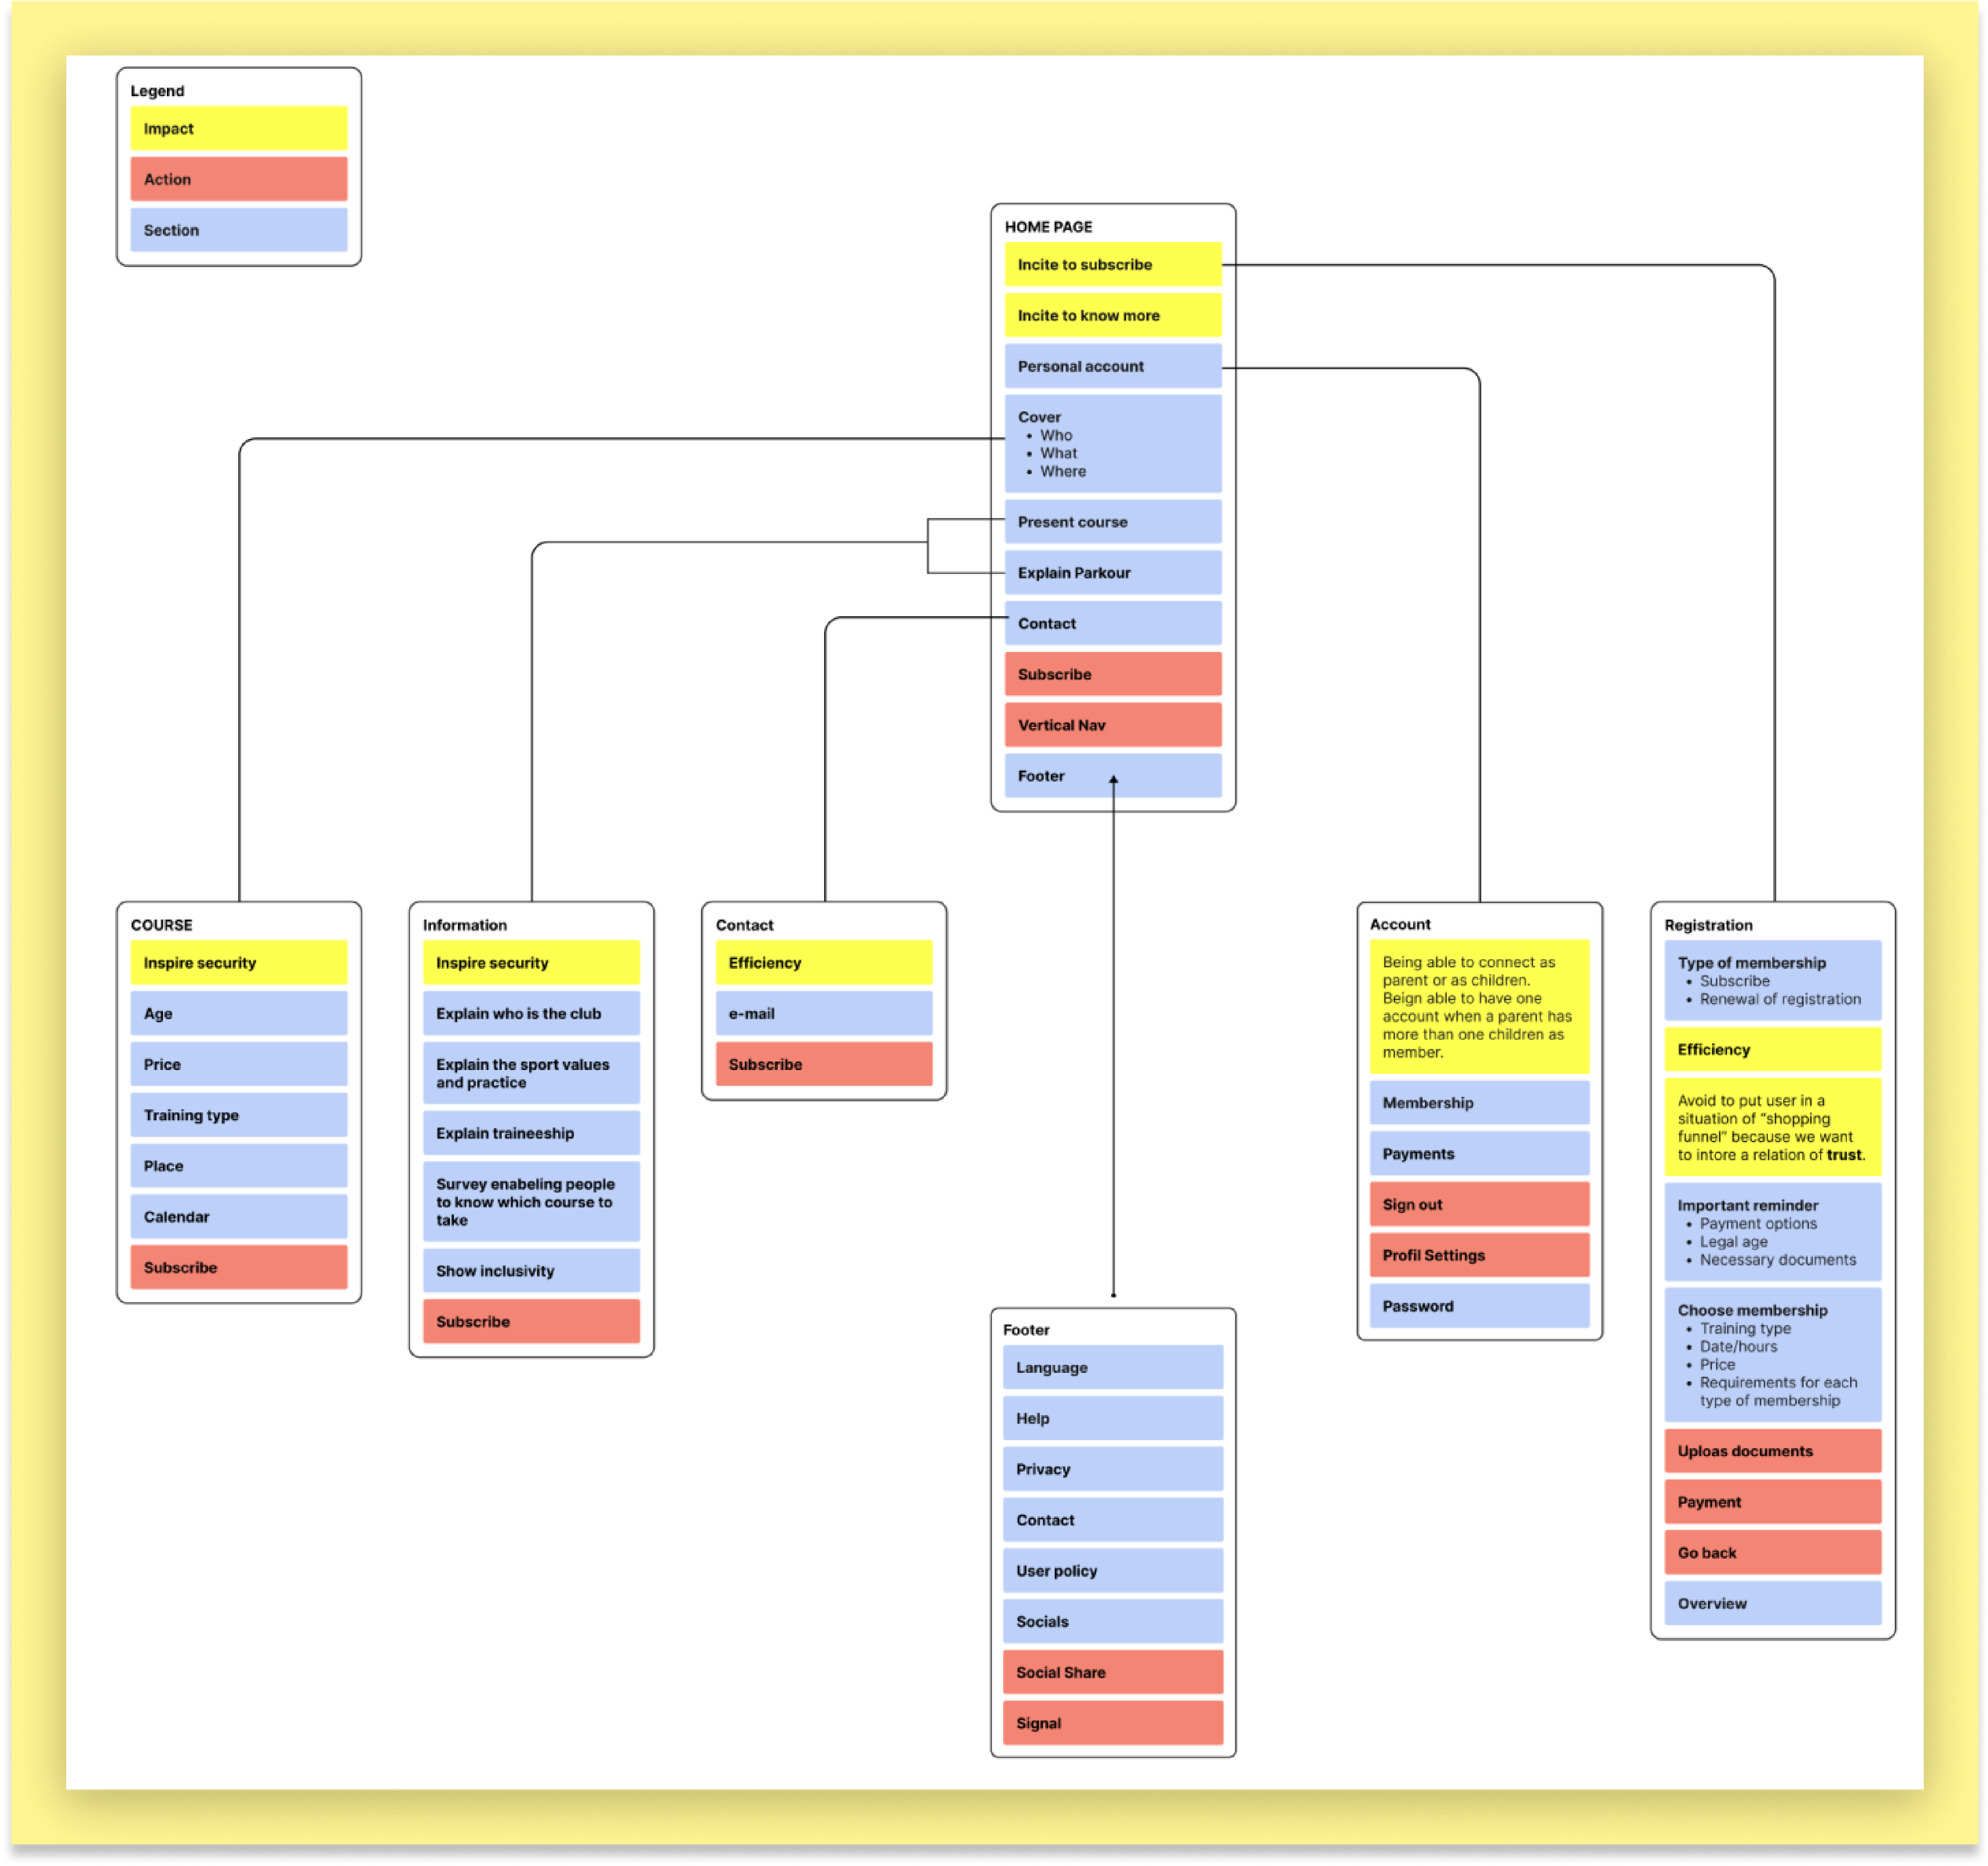 Legend
Impact
Action
Section
HOME PAGE
Incite to subscribe
Incite to know more
Personal account
Cover
• Who
• What
• Where
Present course
Explain Parkour
Contact
Subscribe
Vertical Nav
Footer
COURSE
Inspire security
Age
Price
Training type
Place
Calendar
Subscribe
Information
Inspire security
Explain who is the club
Explain the sport values
and practice
Explain traineeship
Survey enabeling people
to know which course to
take
Show inclusivity
Subscribe
Contact
Efficiency
e-mail
Subscribe
Footer
Language
Help
Privacy
Contact
User policy
Socials
Social Share
Signal
Account
Being able to connect as
parent or as children.
Beign able to have one
account when a parent has
more than one children as
member.
Membership
Payments
Sign out
Profil Settings
Password
Registration
Type of membership
• Subscribe
• Renewal of registration
Efficiency
Avoid to put user in a
situation of "shopping
funnel" because we want
to intore a relation of trust.
Important reminder
• Payment options
• Legal age
• Necessary documents
Choose membership
• Training type
• Date/hours
• Price
• Requirements for each
type of membership
Uploas documents
Payment
Go back
Overview